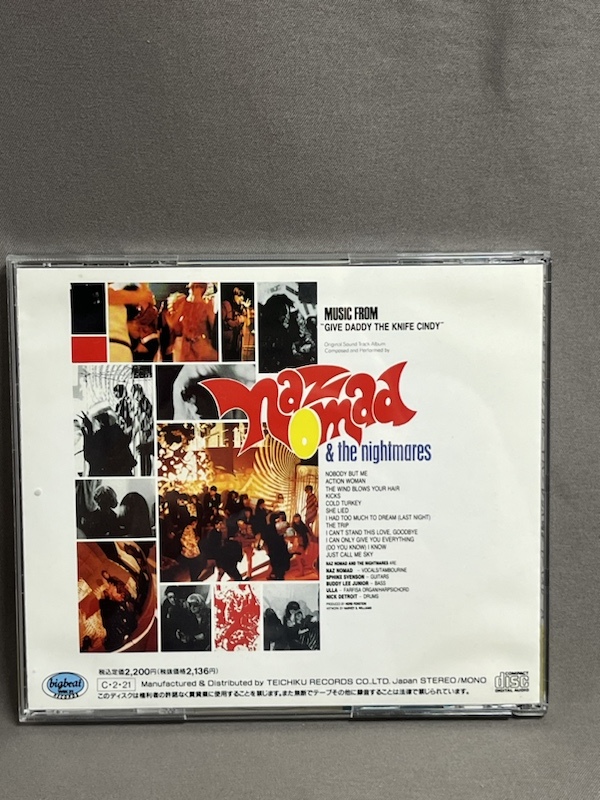 MUSIC FROM
"GIVE DADDY THE KNIFE CINDY"
Original Sound Track Album
Composed and Performed by
naz nomad
& the nightmares
NOBODY BUT ME
ACTION WOMAN
THE WIND BLOWS YOUR HAIR
KICKS
COLD TURKEY
SHE LIED
I HAD TOO MUCH TO DREAM (LAST NIGHT)
THE TRIP
I CAN'T STAND THIS LOVE, GOODBYE
I CAN ONLY GIVE YOU EVERYTHING
(DO YOU KNOW) I KNOW
JUST CALL ME SKY
NAZ NOMAD AND THE NIGHTMARES ARE
NAZ NOMAD – VOCALS/TAMBOURINE
SPHINX SVENSON – GUITARS
BUDDY LEE JUNIOR – BASS
ULLA – FARFISA ORGAN/HARPSICHORD
NICK DETROIT – DRUMS
税込定価2,200円(税抜価格2,136円)
bigbeat
C・2・21 Manufactured & Distributed by TEICHIKU RECORDS CO.,LTD. Japan STEREO/MONO
このディスクは権利者の許諾なく賃貸業に使用することを禁じます。また無断でテープその他に録音することは法律で禁じられています。
COMPACT
disc
DIGITAL AUDIO